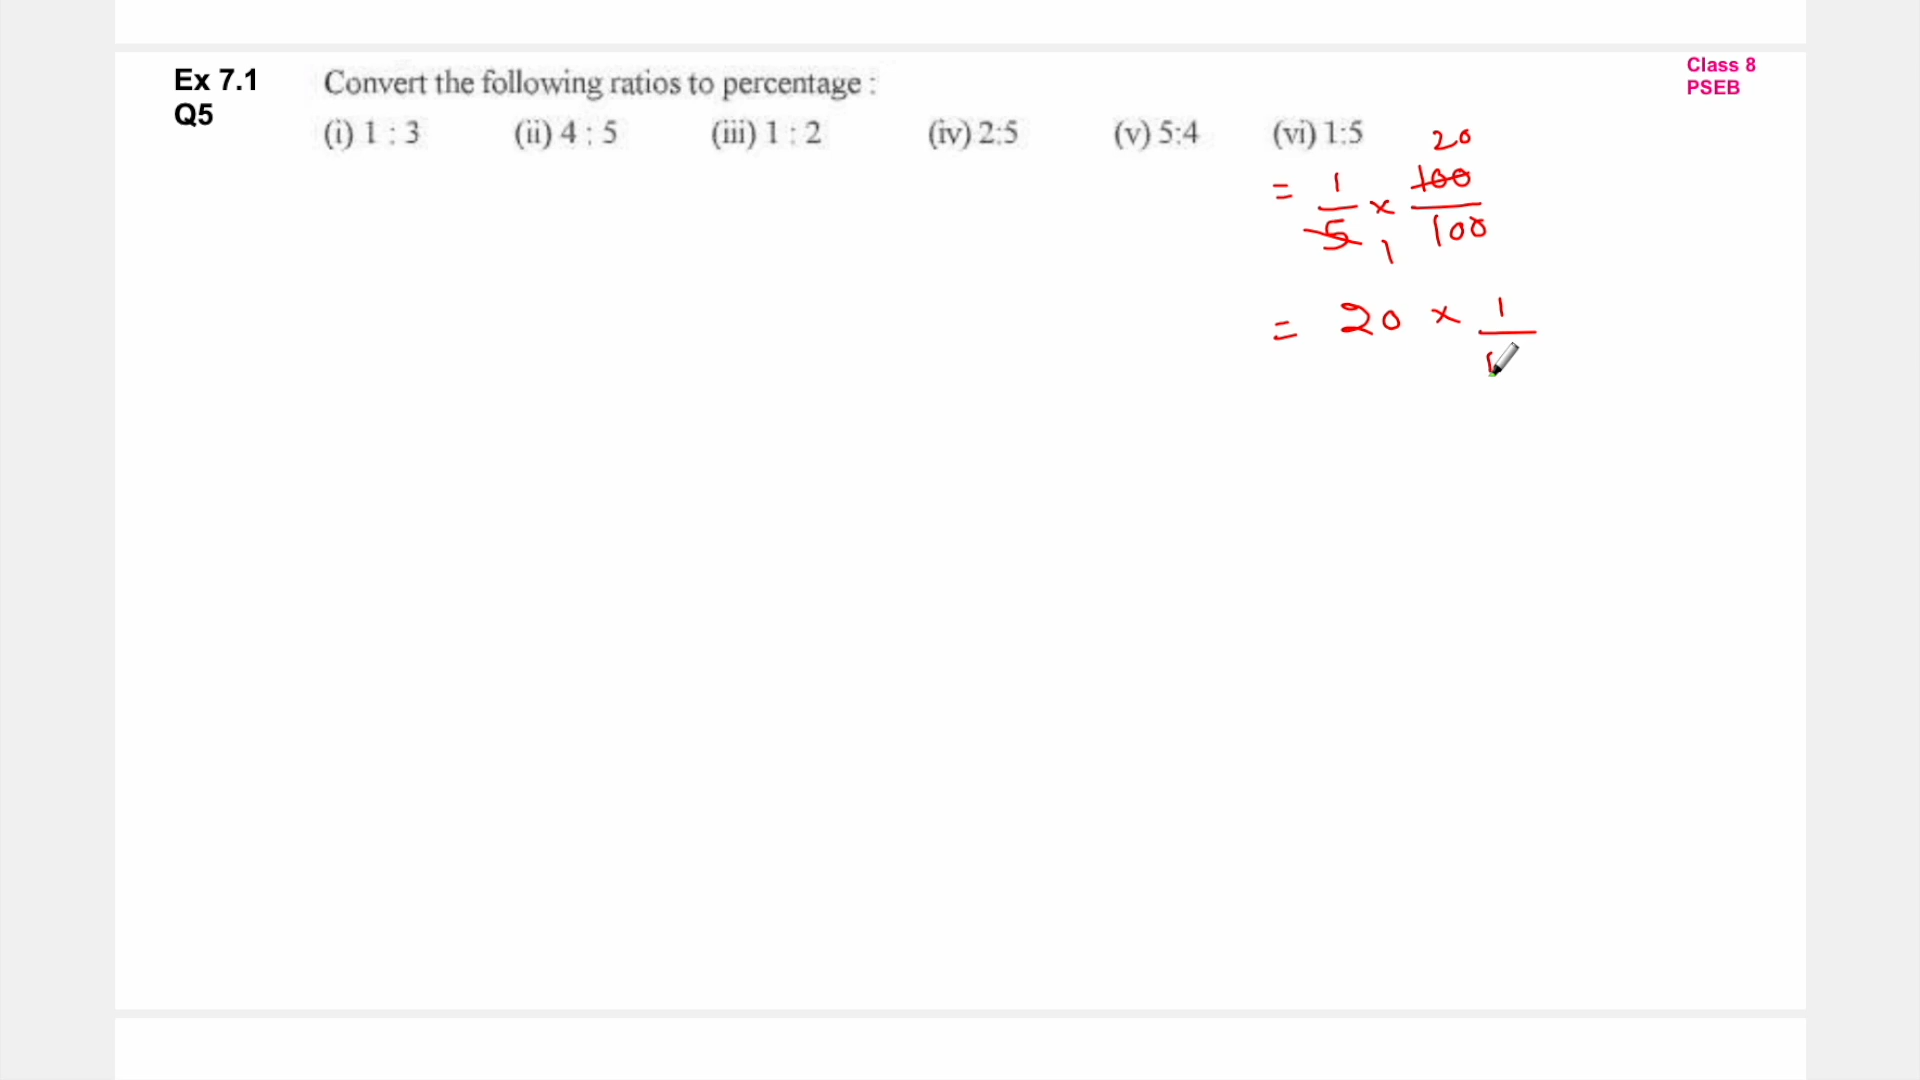 Ex 7.1
Q5
Convert the following ratios to percentage :
Class 8
PSEB
(i) 1 : 3 (ii) 4 : 5 (iii) 1 : 2 (iv) 2:5 (v) 5:4 (vi) 1:5
20
= 1/5 × 100/100
1
= 20 × 1/